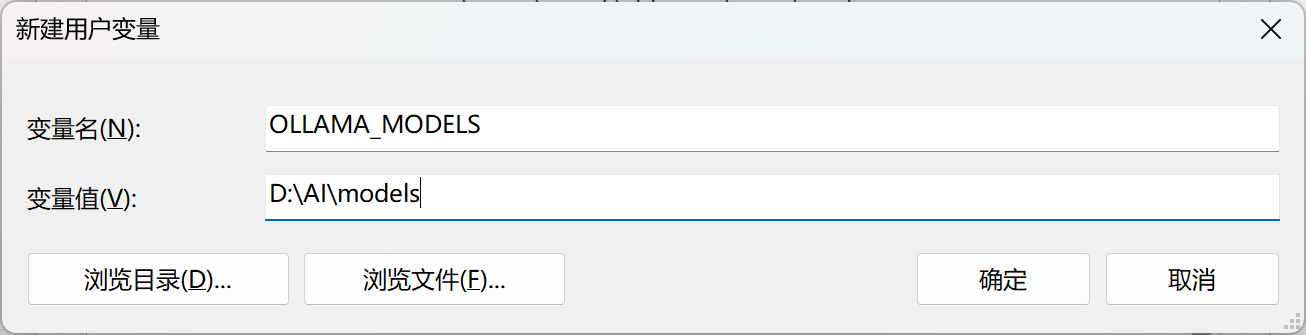 新建用户变量
变量名(N):
OLLAMA_MODELS
变量值(V):
D:\AI\models
浏览目录(D)...
浏览文件(F)...
确定
取消